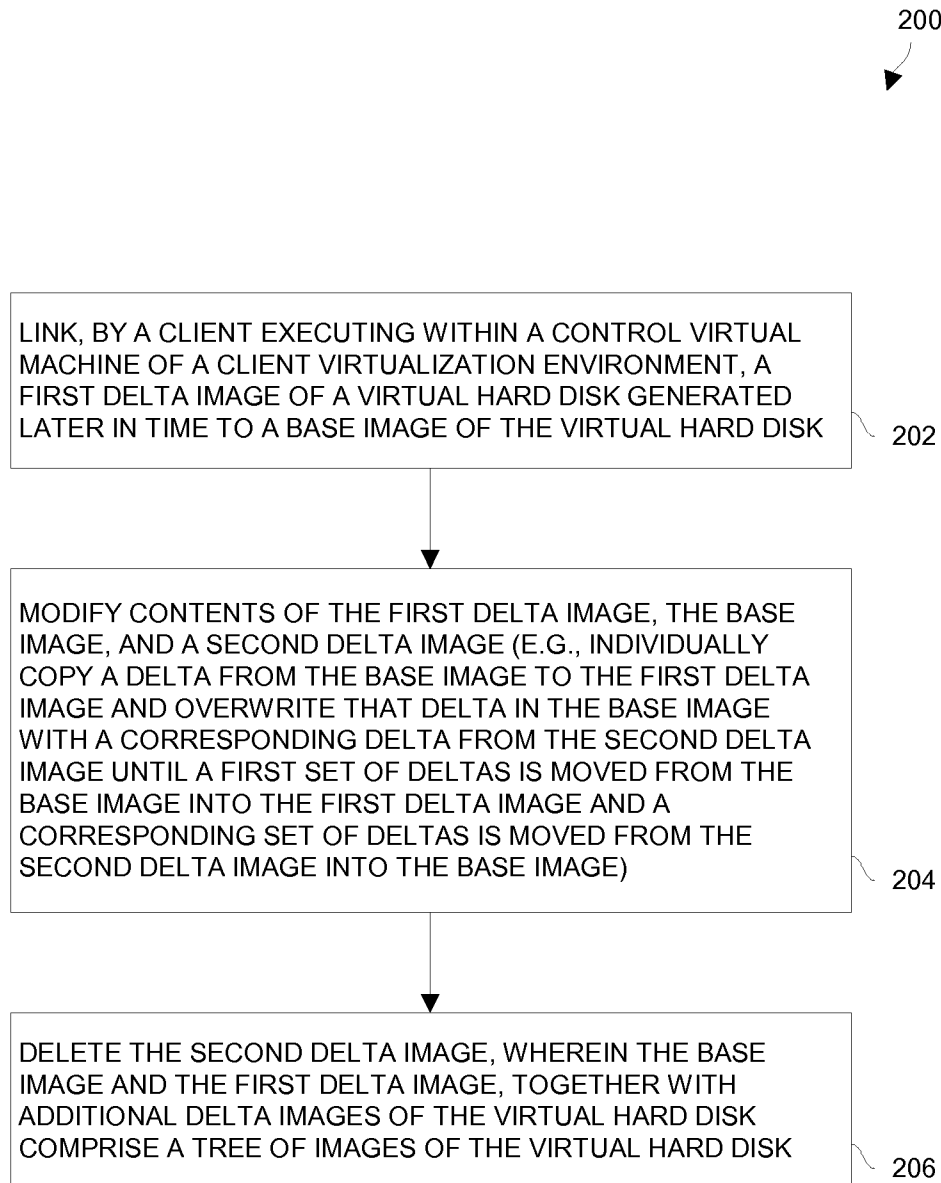 200
LINK, BY A CLIENT EXECUTING WITHIN A CONTROL VIRTUAL
MACHINE OF A CLIENT VIRTUALIZATION ENVIRONMENT, A
FIRST DELTA IMAGE OF A VIRTUAL HARD DISK GENERATED
LATER IN TIME TO A BASE IMAGE OF THE VIRTUAL HARD DISK
202
MODIFY CONTENTS OF THE FIRST DELTA IMAGE, THE BASE
IMAGE, AND A SECOND DELTA IMAGE (E.G., INDIVIDUALLY
COPY A DELTA FROM THE BASE IMAGE TO THE FIRST DELTA
IMAGE AND OVERWRITE THAT DELTA IN THE BASE IMAGE
WITH A CORRESPONDING DELTA FROM THE SECOND DELTA
IMAGE UNTIL A FIRST SET OF DELTAS IS MOVED FROM THE
BASE IMAGE INTO THE FIRST DELTA IMAGE AND A
CORRESPONDING SET OF DELTAS IS MOVED FROM THE
SECOND DELTA IMAGE INTO THE BASE IMAGE)
204
DELETE THE SECOND DELTA IMAGE, WHEREIN THE BASE
IMAGE AND THE FIRST DELTA IMAGE, TOGETHER WITH
ADDITIONAL DELTA IMAGES OF THE VIRTUAL HARD DISK
COMPRISE A TREE OF IMAGES OF THE VIRTUAL HARD DISK
206